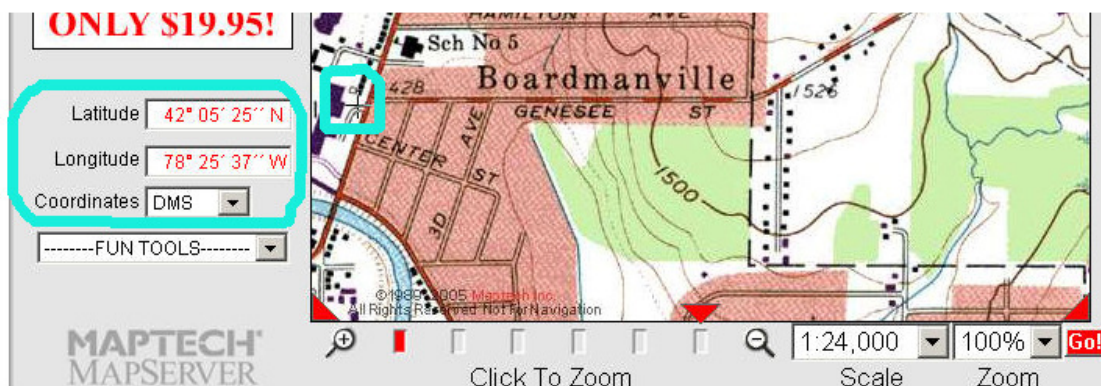 ONLY $19.95!
Latitude 42° 05′ 25″ N
Longitude 78° 25′ 37″ W
Coordinates DMS
--------FUN TOOLS--------
MAPTECH®
MAPSERVER
HAMILTON AVE
Sch No 5
Boardmanville
1428
1526
GENESEE ST
CENTER ST
AVE
3D
1500
©1989-2005 Maptech Inc.
All Rights Reserved Not For Navigation
1:24,000
100%
Go!
Click To Zoom
Scale
Zoom